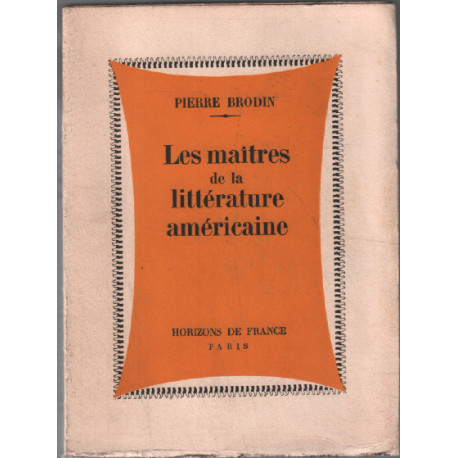 PIERRE BRODIN
Les maîtres
de la
littérature
américaine
HORIZONS DE FRANCE
PARIS